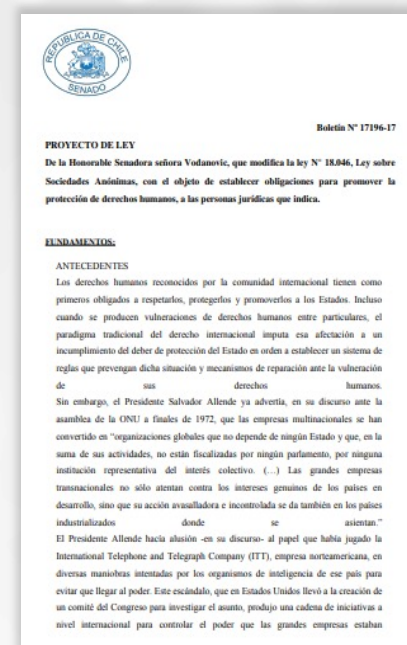 REPUBLICA DE CHILE
SENADO
Boletín N° 17196-17
PROYECTO DE LEY
De la Honorable Senadora señora Vodanovic, que modifica la ley N° 18.046, Ley sobre
Sociedades Anónimas, con el objeto de establecer obligaciones para promover la
protección de derechos humanos, a las personas jurídicas que indica.
FUNDAMENTOS:
ANTECEDENTES
Los derechos humanos reconocidos por la comunidad internacional tienen como
primeros obligados a respetarlos, protegerlos y promoverlos a los Estados. Incluso
cuando se producen vulneraciones de derechos humanos entre particulares, el
paradigma tradicional del derecho internacional imputa esa afectación a un
incumplimiento del deber de protección del Estado en orden a establecer un sistema de
reglas que prevengan dicha situación y mecanismos de reparación ante la vulneración
de sus derechos humanos.
Sin embargo, el Presidente Salvador Allende ya advertía, en su discurso ante la
asamblea de la ONU a finales de 1972, que las empresas multinacionales se han
convertido en “organizaciones globales que no depende de ningún Estado y que, en la
suma de sus actividades, no están fiscalizadas por ningún parlamento, por ninguna
institución representativa del interés colectivo. (…) Las grandes empresas
transnacionales no sólo atentan contra los intereses genuinos de los países en
desarrollo, sino que su acción avasalladora e incontrolada se da también en los países
industrializados donde se asientan.”
El Presidente Allende hacía alusión -en su discurso- al papel que había jugado la
International Telephone and Telegraph Company (ITT), empresa norteamericana, en
diversas maniobras intentadas por los organismos de inteligencia de ese país para
evitar que llegar al poder. Este escándalo, que en Estados Unidos llevó a la creación de
un comité del Congreso para investigar el asunto, produjo una cadena de iniciativas a
nivel internacional para controlar el poder que las grandes empresas estaban